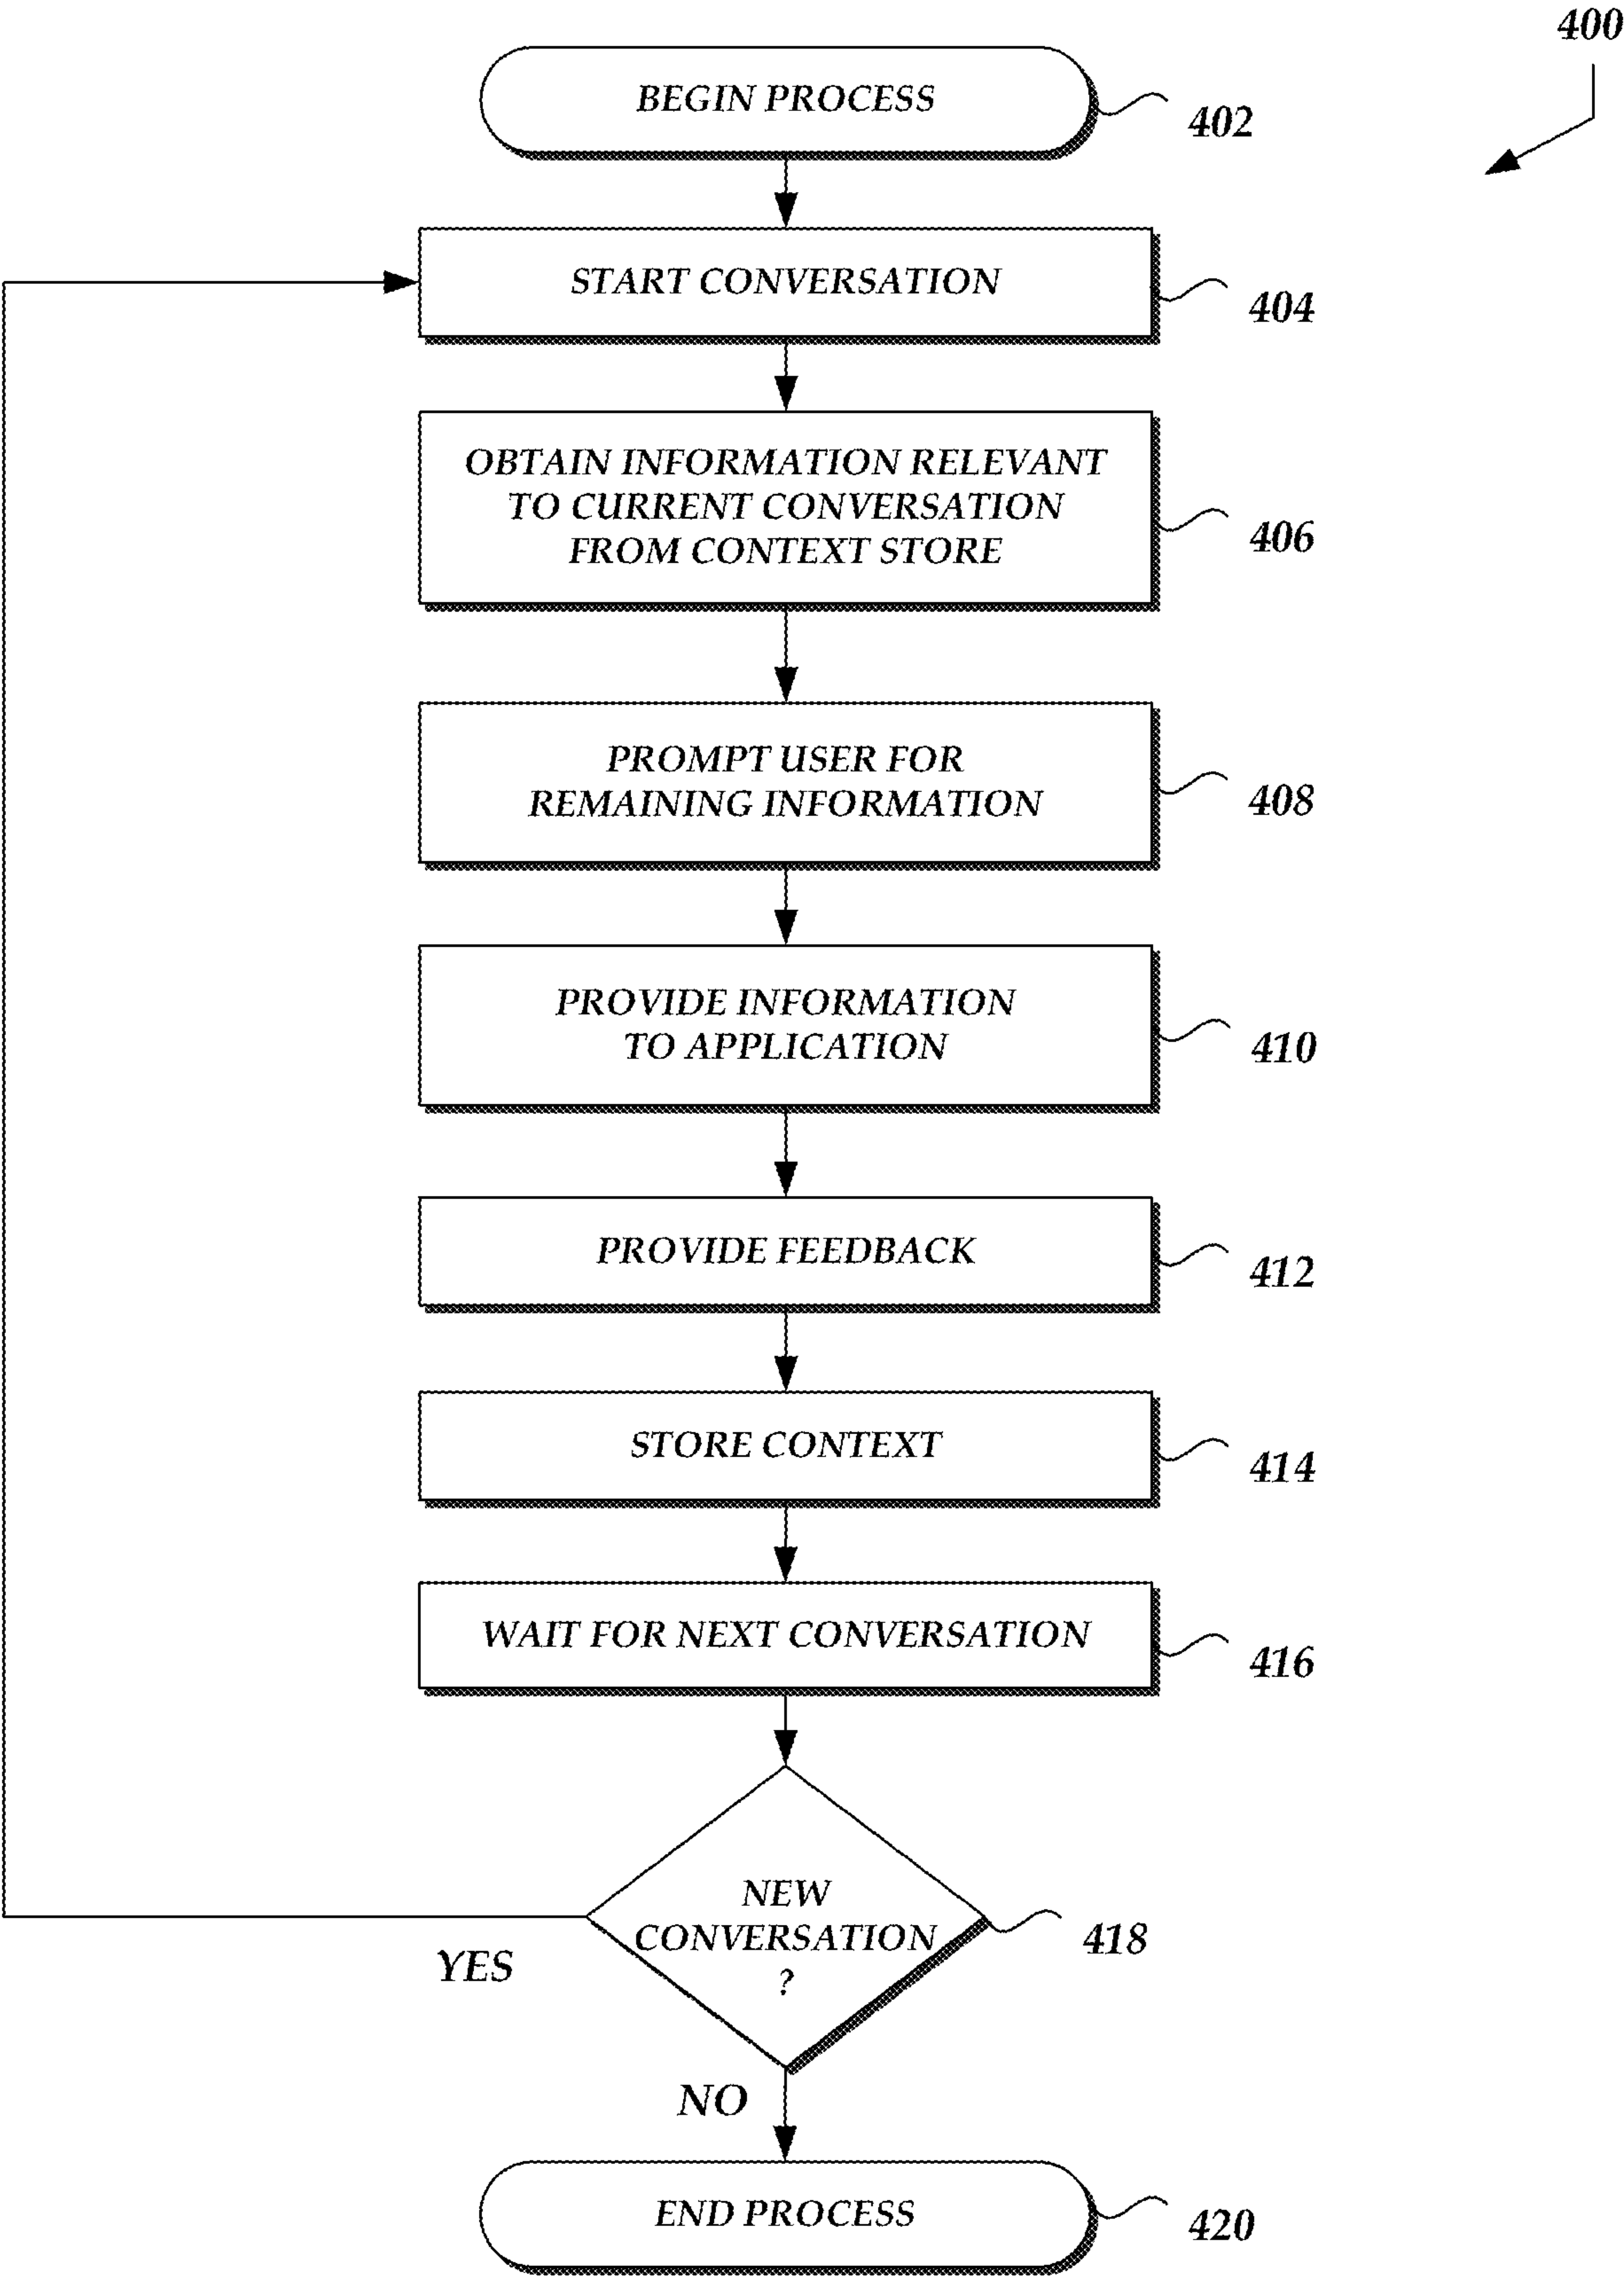 400
BEGIN PROCESS
402
START CONVERSATION
404
OBTAIN INFORMATION RELEVANT
TO CURRENT CONVERSATION
FROM CONTEXT STORE
406
PROMPT USER FOR
REMAINING INFORMATION
408
PROVIDE INFORMATION
TO APPLICATION
410
PROVIDE FEEDBACK
412
STORE CONTEXT
414
WAIT FOR NEXT CONVERSATION
416
NEW
CONVERSATION
?
418
YES
NO
END PROCESS
420